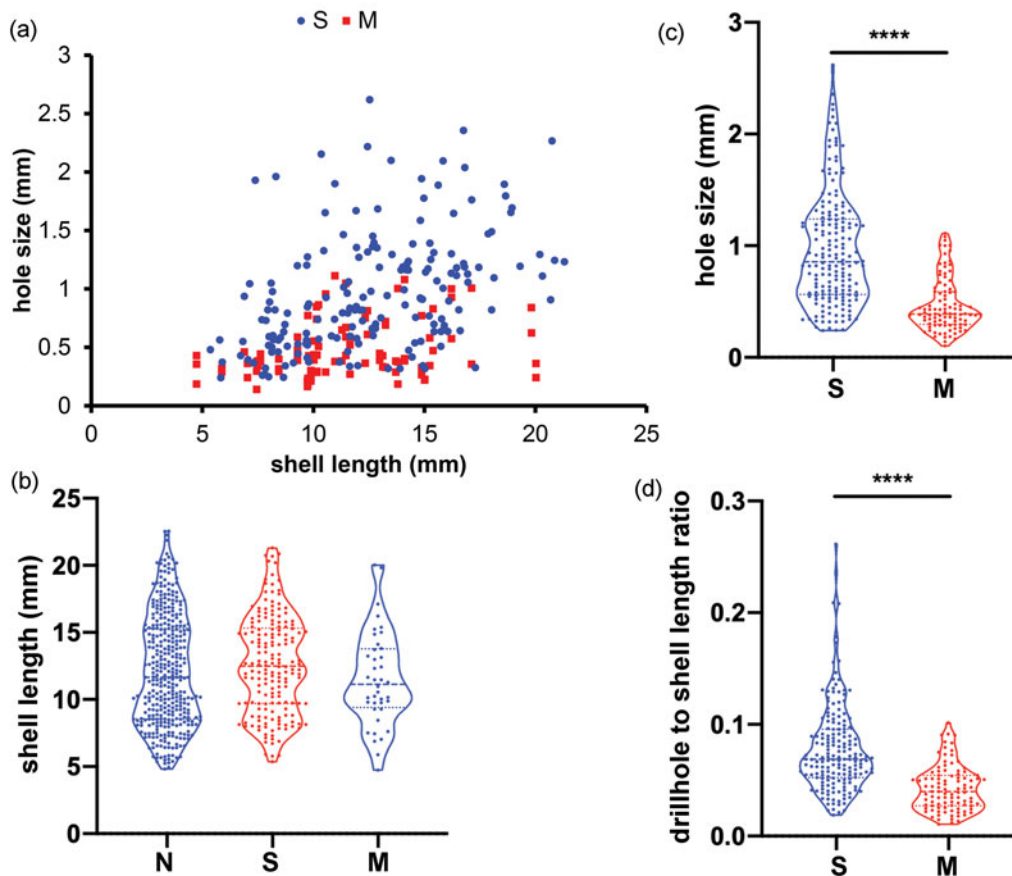 (a)
S M
3
2.5
2
1.5
1
0.5
0
hole size (mm)
0 5 10 15 20 25
shell length (mm)
(b)
25
20
15
10
5
0
shell length (mm)
N S M
(c)
****
3
2
1
0
hole size (mm)
S M
(d)
****
0.3
0.2
0.1
0.0
drillhole to shell length ratio
S M